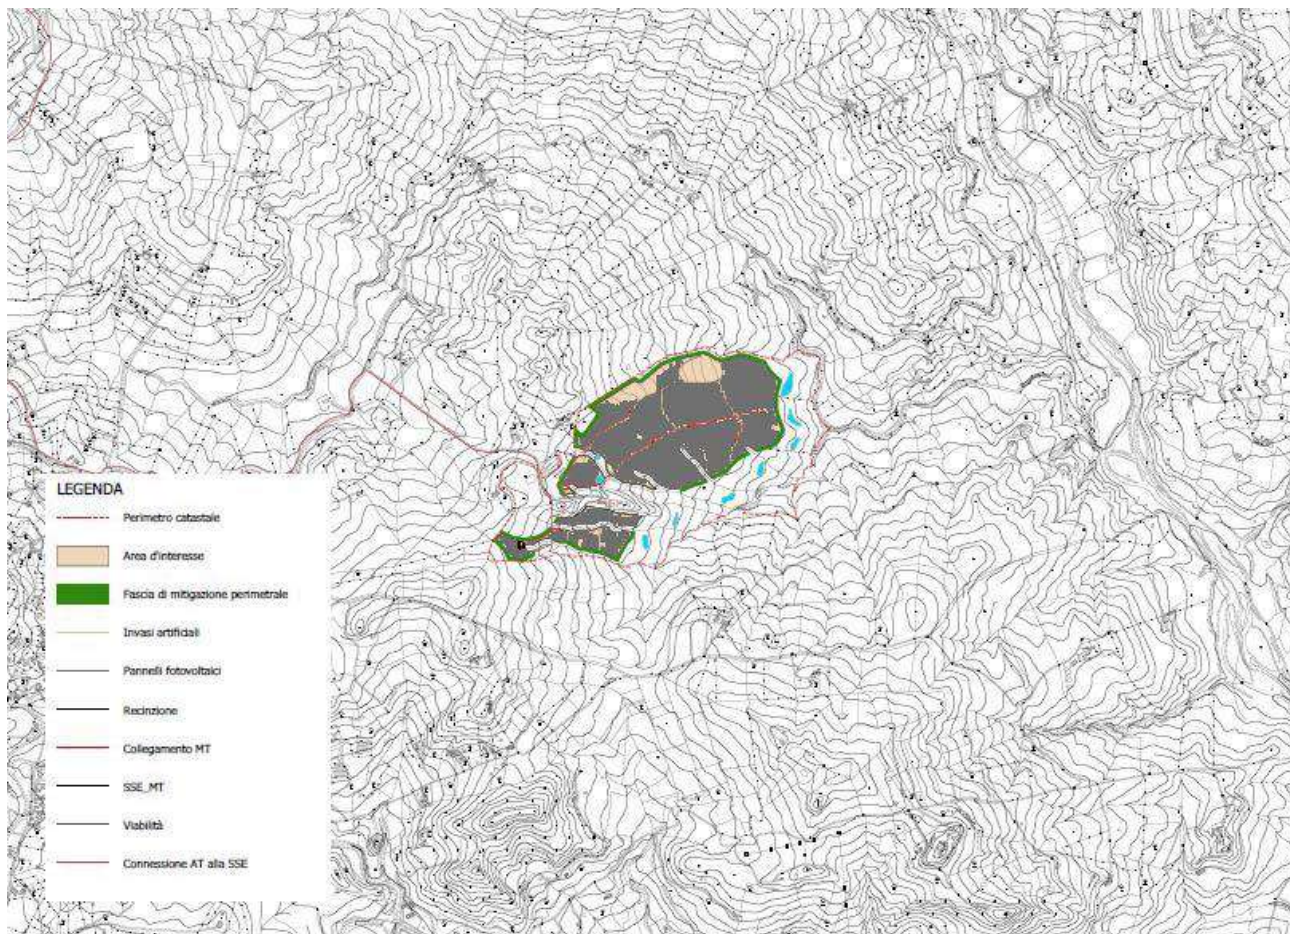 LEGENDA
Perimetro catastale
Area d'interesse
Fascia di mitigazione perimetrale
Invasi artificiali
Pannelli fotovoltaici
Recinzione
Collegamento MT
SSE_MT
Viabilità
Connessione AT alla SSE